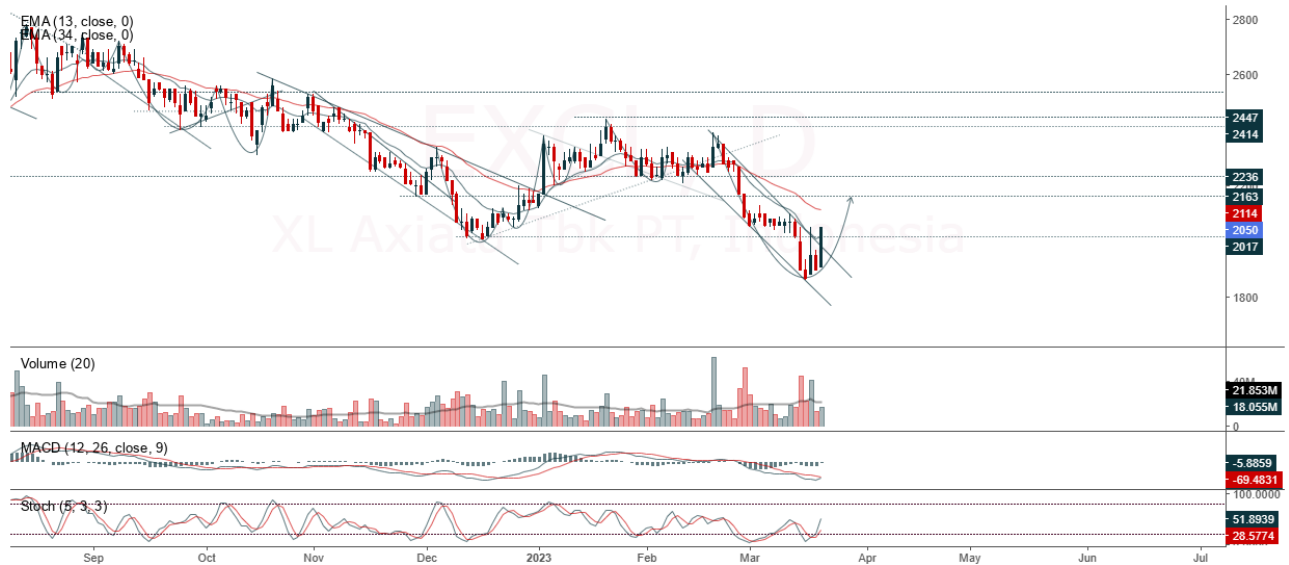 EMA (13, close, 0)
EMA (34, close, 0)
2800
2600
2447
2414
2236
2163
2114
2050
2017
1800
XL Axiata Tbk PT, Indonesia
Volume (20)
21.853M
18.055M
0
MACD (12, 26, close, 9)
-5.8859
-69.4831
Stoch (5, 3, 3)
100.0000
51.8939
28.5774
Sep
Oct
Nov
Dec
2023
Feb
Mar
Apr
May
Jun
Jul